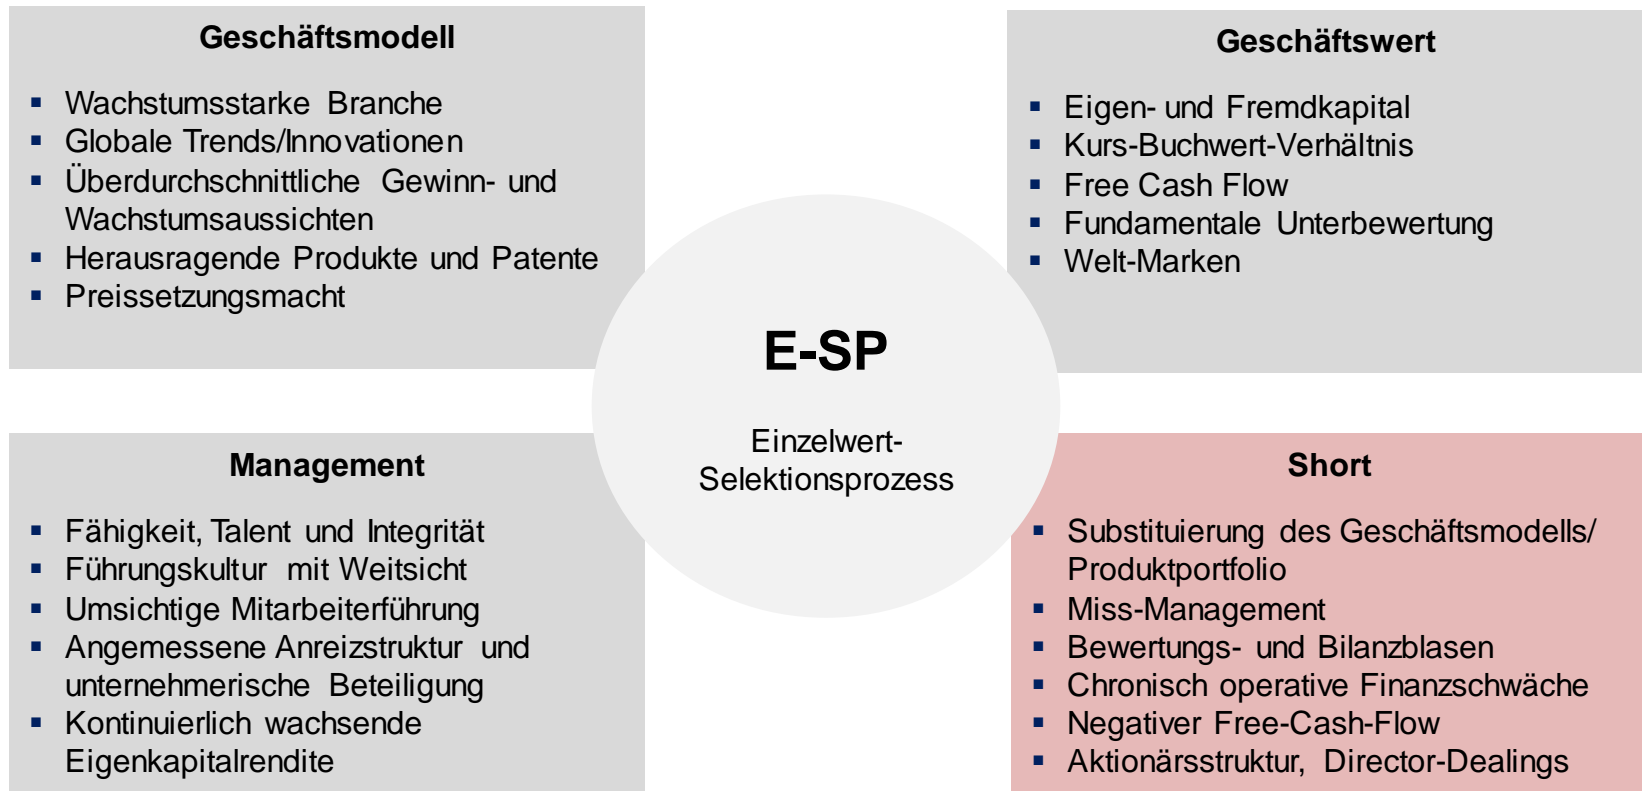 Geschäftsmodell
▪ Wachstumsstarke Branche
▪ Globale Trends/Innovationen
▪ Überdurchschnittliche Gewinn- und
Wachstumsaussichten
▪ Herausragende Produkte und Patente
▪ Preissetzungsmacht
Geschäftswert
▪ Eigen- und Fremdkapital
▪ Kurs-Buchwert-Verhältnis
▪ Free Cash Flow
▪ Fundamentale Unterbewertung
▪ Welt-Marken
E-SP
Einzelwert-
Selektionsprozess
Management
▪ Fähigkeit, Talent und Integrität
▪ Führungskultur mit Weitsicht
▪ Umsichtige Mitarbeiterführung
▪ Angemessene Anreizstruktur und
unternehmerische Beteiligung
▪ Kontinuierlich wachsende
Eigenkapitalrendite
Short
▪ Substituierung des Geschäftsmodells/
Produktportfolio
▪ Miss-Management
▪ Bewertungs- und Bilanzblasen
▪ Chronisch operative Finanzschwäche
▪ Negativer Free-Cash-Flow
▪ Aktionärsstruktur, Director-Dealings